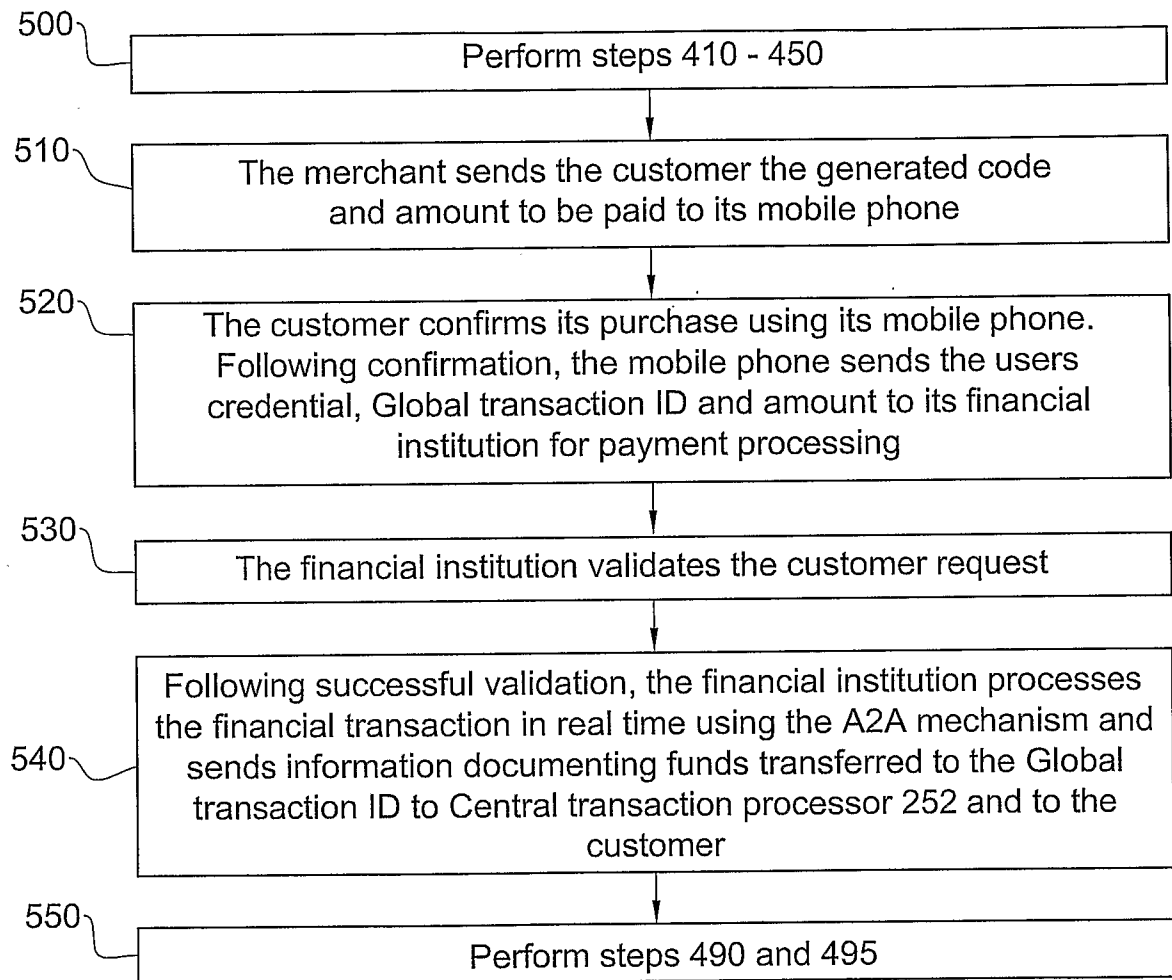 500
Perform steps 410 - 450
510
The merchant sends the customer the generated code
and amount to be paid to its mobile phone
520
The customer confirms its purchase using its mobile phone.
Following confirmation, the mobile phone sends the users
credential, Global transaction ID and amount to its financial
institution for payment processing
530
The financial institution validates the customer request
540
Following successful validation, the financial institution processes
the financial transaction in real time using the A2A mechanism and
sends information documenting funds transferred to the Global
transaction ID to Central transaction processor 252 and to the
customer
550
Perform steps 490 and 495